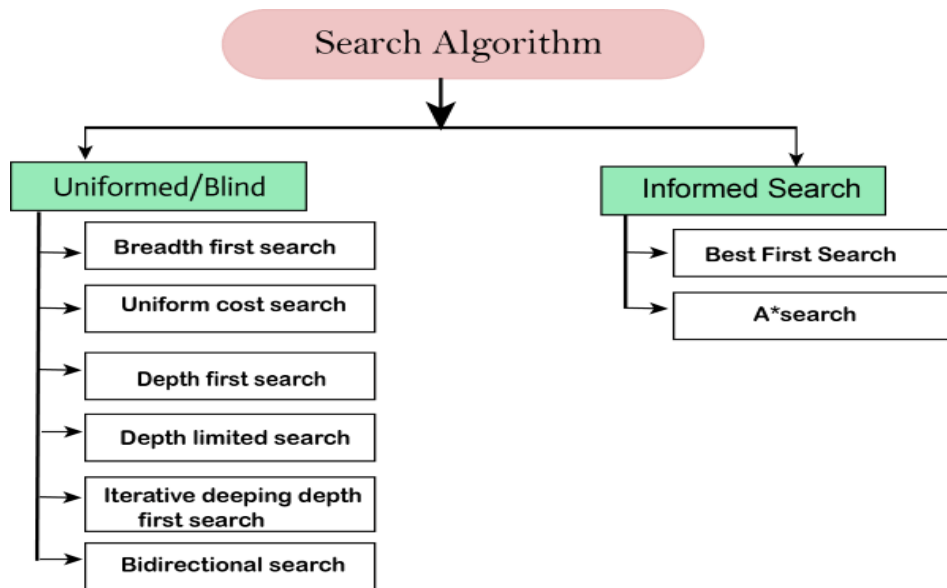 Search Algorithm
Uniformed/Blind
Breadth first search
Uniform cost search
Depth first search
Depth limited search
Iterative deeping depth
first search
Bidirectional search
Informed Search
Best First Search
A*search